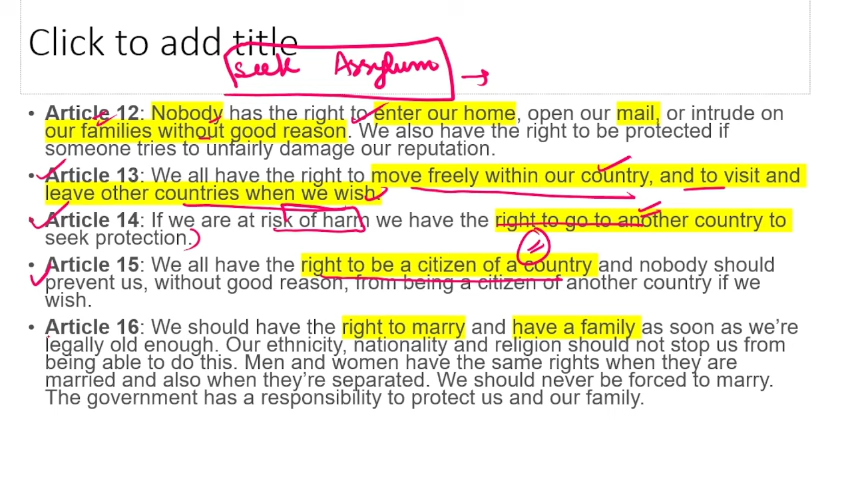 Click to add title
Seek Assylum
• Article 12: Nobody has the right to enter our home, open our mail, or intrude on
our families without good reason. We also have the right to be protected if
someone tries to unfairly damage our reputation.
• Article 13: We all have the right to move freely within our country, and to visit and
leave other countries when we wish.
• Article 14: If we are at risk of harm we have the right to go to another country to
seek protection.
• Article 15: We all have the right to be a citizen of a country and nobody should
prevent us, without good reason, from being a citizen of another country if we
wish.
• Article 16: We should have the right to marry and have a family as soon as we’re
legally old enough. Our ethnicity, nationality and religion should not stop us from
being able to do this. Men and women have the same rights when they are
married and also when they’re separated. We should never be forced to marry.
The government has a responsibility to protect us and our family.